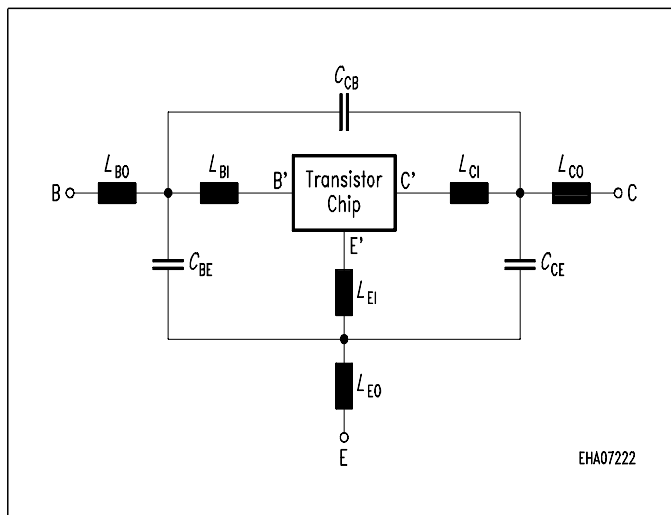 C_CB
L_BO
L_BI
B'
Transistor
Chip
C'
L_CI
L_CO
B
C
E'
C_BE
C_CE
L_EI
L_EO
E
EHA07222